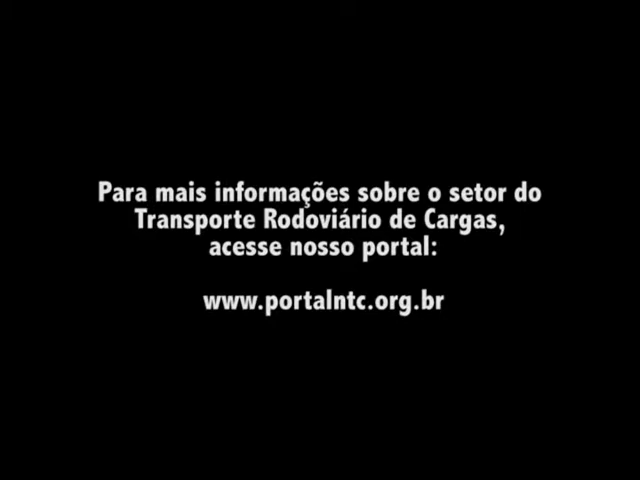 Para mais informações sobre o setor do
Transporte Rodoviário de Cargas,
acesse nosso portal:
www.portalntc.org.br